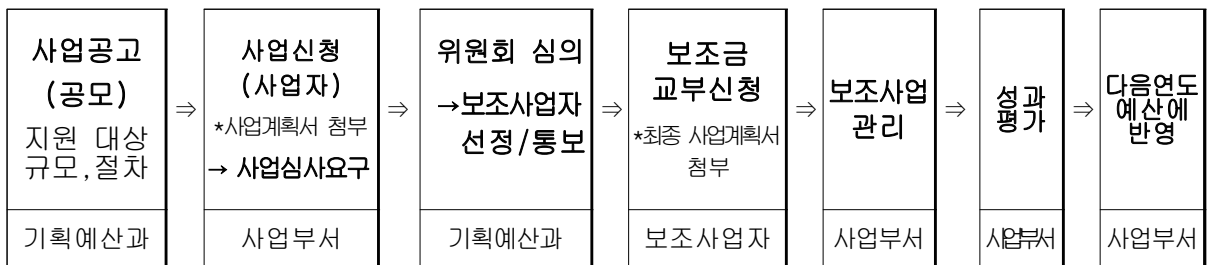 사업공고
(공모)
지원 대상
규모,절차
기획예산과
⇒
사업신청
(사업자)
*사업계획서 첨부
→ 사업심사요구
사업부서
⇒
위원회 심의
→보조사업자
선정/통보
기획예산과
⇒
보조금
교부신청
*최종 사업계획서
첨부
보조사업자
⇒
보조사업
관리
사업부서
⇒
성과
평가
사업부서
⇒
다음연도
예산에
반영
사업부서